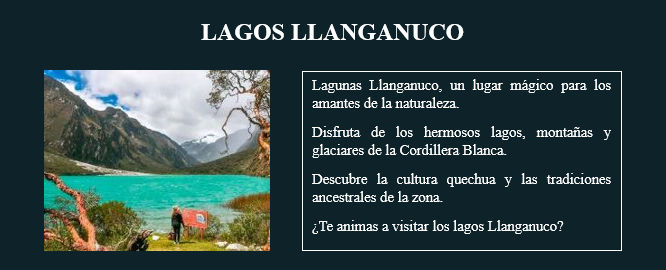 LAGOS LLANGANUCO
Lagunas Llanganuco, un lugar mágico para los
amantes de la naturaleza.
Disfruta de los hermosos lagos, montañas y
glaciares de la Cordillera Blanca.
Descubre la cultura quechua y las tradiciones
ancestrales de la zona.
¿Te animas a visitar los lagos Llanganuco?